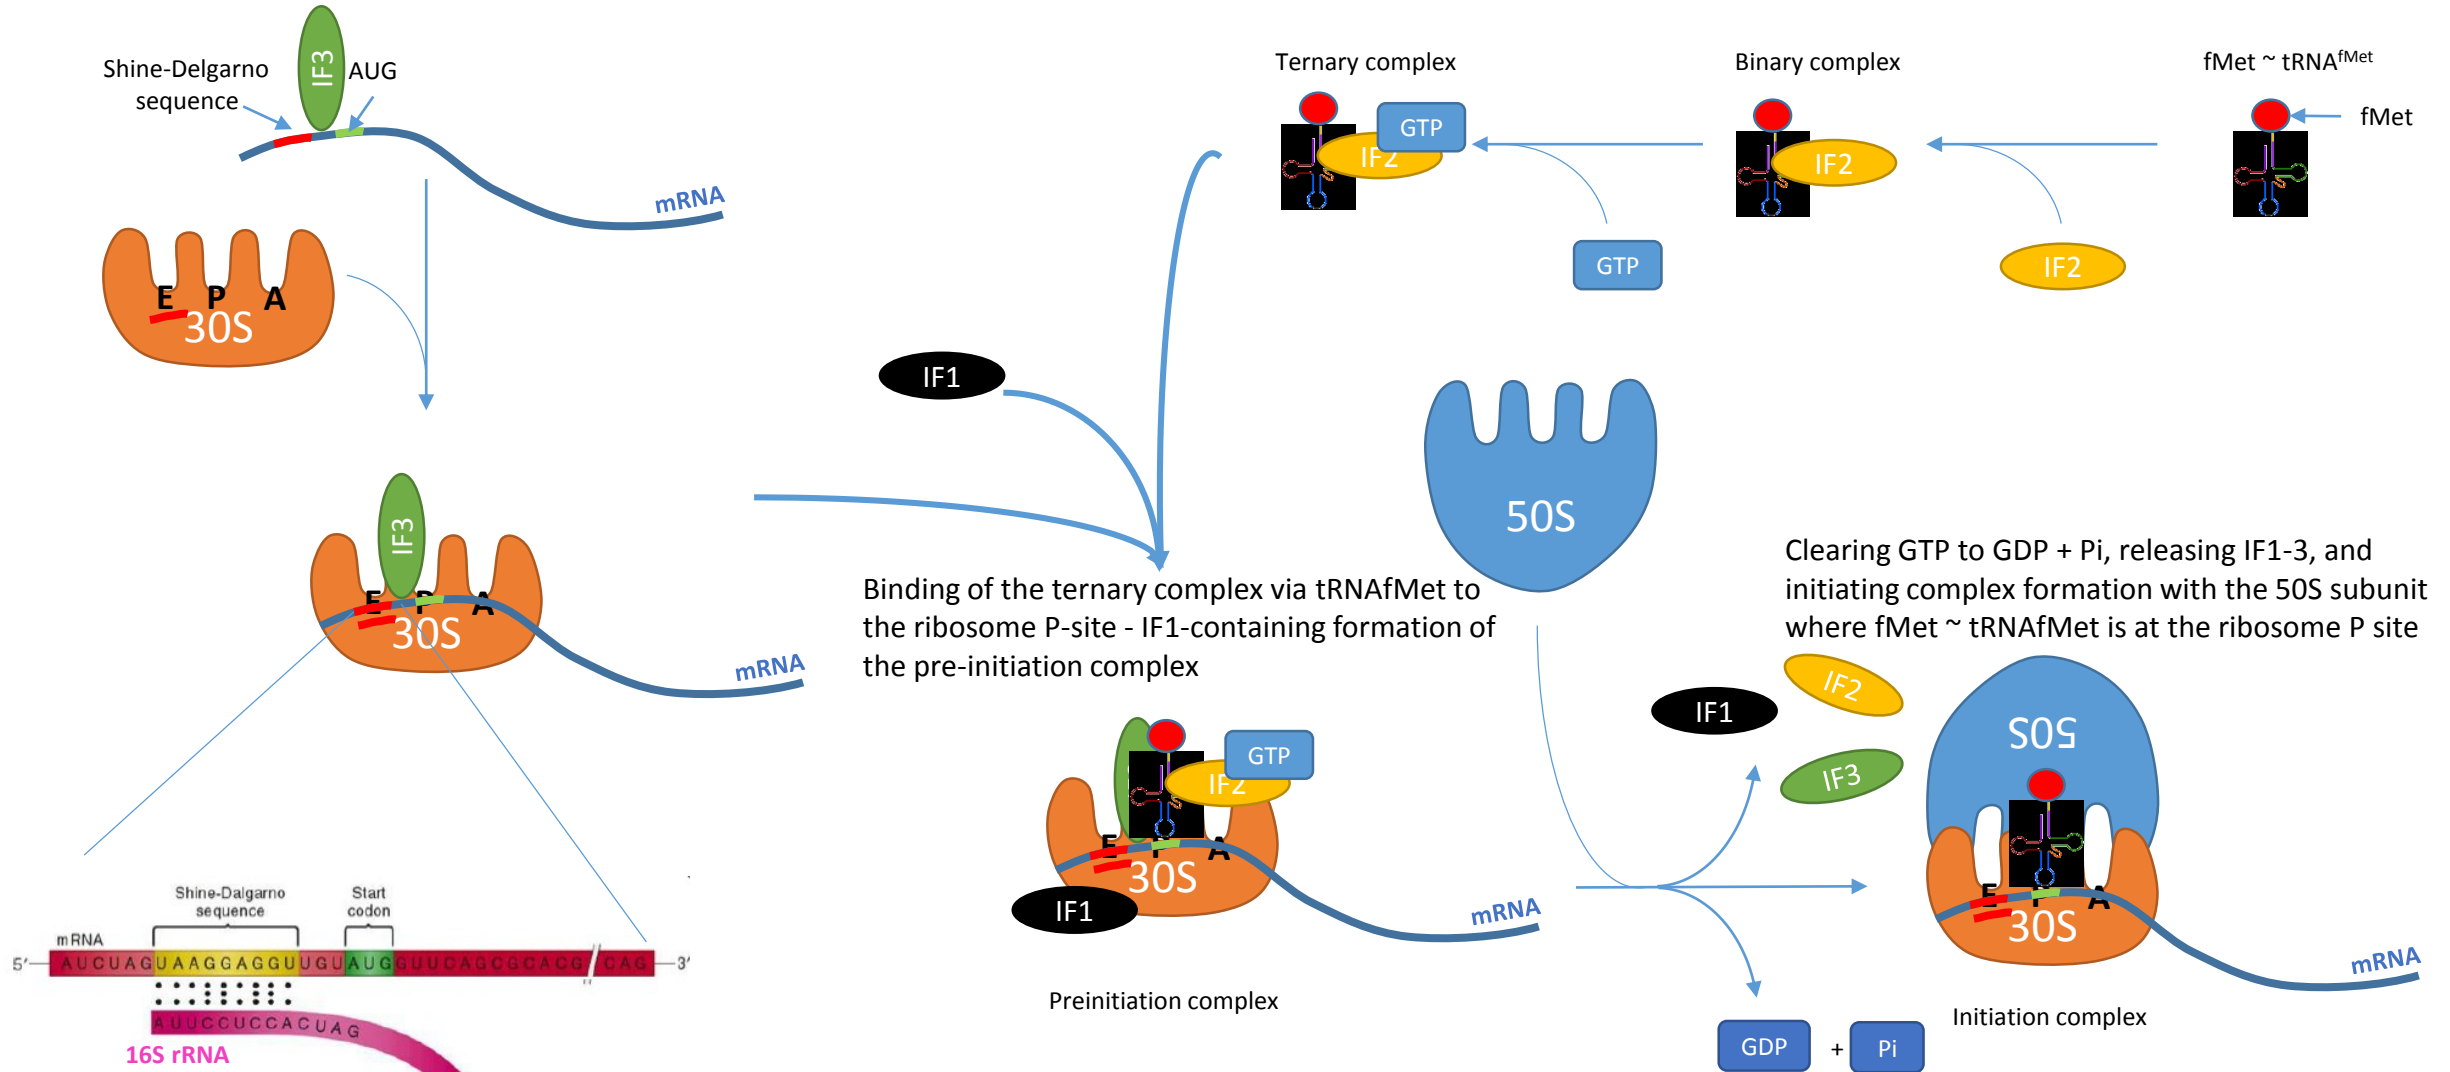 Shine-Delgarno
sequence
IF3
AUG
mRNA
E P A
30S
Ternary complex
GTP
IF2
Binary complex
IF2
fMet ~ tRNAfMet
fMet
GTP
IF2
IF1
50S
IF3
E P A
30S
mRNA
Binding of the ternary complex via tRNAfMet to
the ribosome P-site - IF1-containing formation of
the pre-initiation complex
Clearing GTP to GDP + Pi, releasing IF1-3, and
initiating complex formation with the 50S subunit
where fMet ~ tRNAfMet is at the ribosome P site
GTP
IF2
E P A
30S
IF1
mRNA
Preinitiation complex
IF1
IF2
IF3
50S
E P A
30S
mRNA
Initiation complex
GDP + Pi
Shine-Dalgarno
sequence
Start
codon
mRNA
5' AUCUAGUAAGGAGGUUGUAUGGUUCAGCGCACG // CAG 3'
AUUCCUCCACUAG
16S rRNA